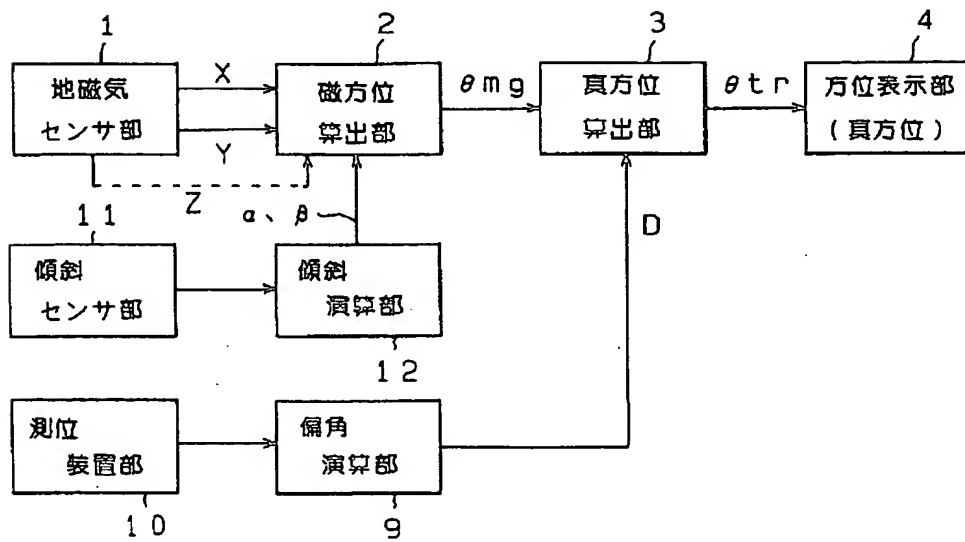 1
2
3
4
地磁気
センサ部
X
Y
Z
磁方位
算出部
θmg
真方位
算出部
θtr
方位表示部
(真方位)
α、β
D
11
傾斜
センサ部
傾斜
演算部
12
測位
装置部
10
偏角
演算部
9